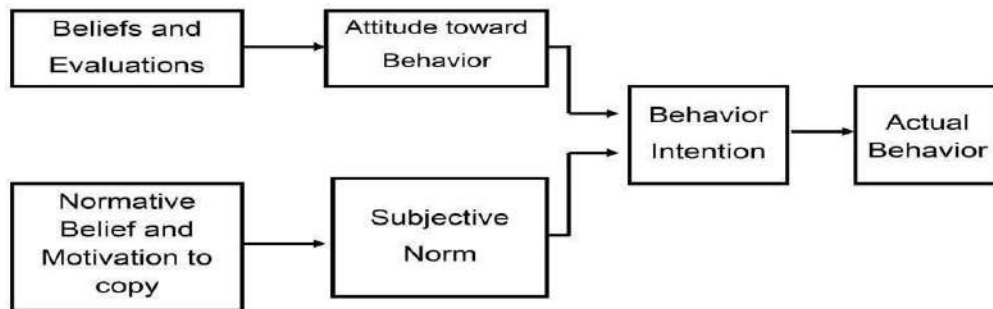 Beliefs and
Evaluations
Attitude toward
Behavior
Behavior
Intention
Actual
Behavior
Normative
Belief and
Motivation to
copy
Subjective
Norm